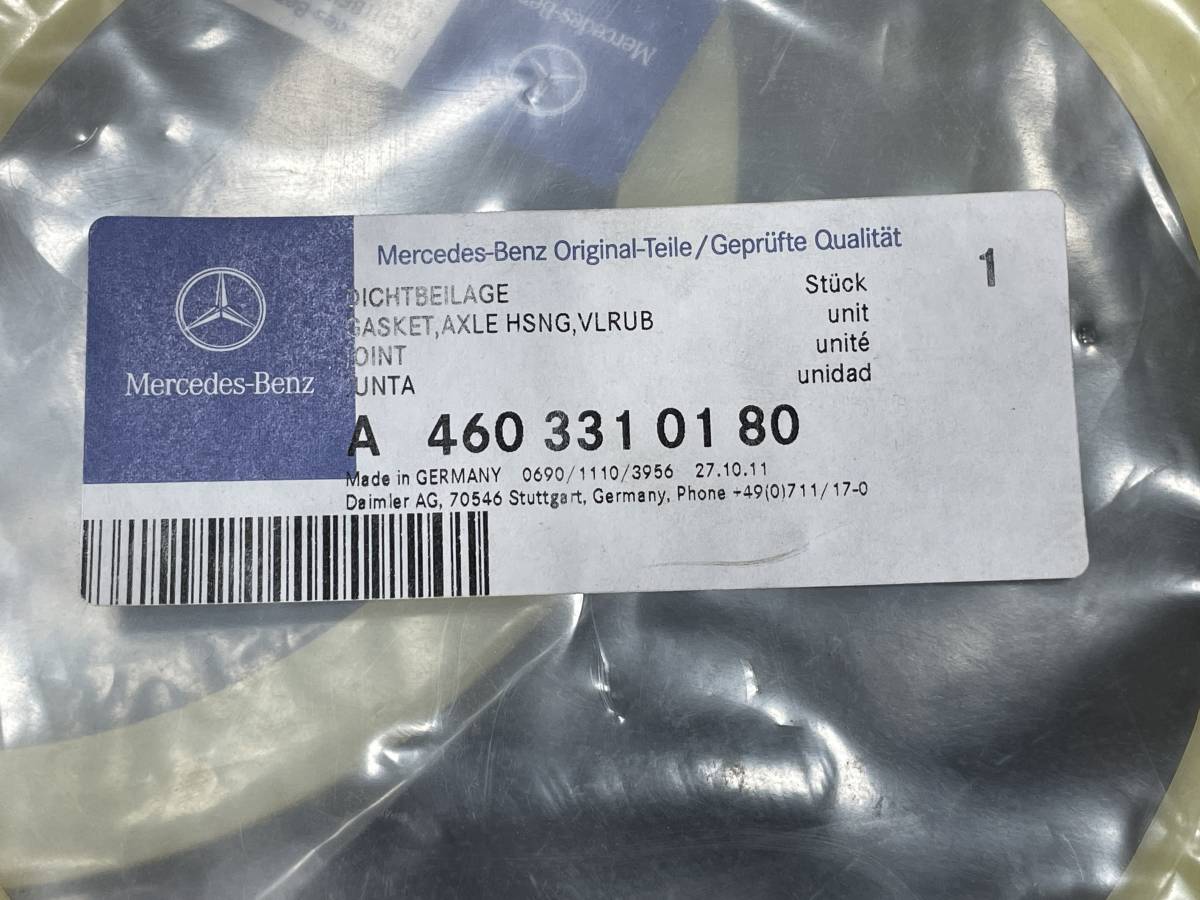 Mercedes-Benz
Mercedes-Benz
Mercedes-Benz Original-Teile/Geprüfte Qualität
DICHTBEILAGE Stück 1
GASKET,AXLE HSNG,VLRUB unit
JOINT unité
JUNTA unidad
A 460 331 01 80
Made in GERMANY 0690/1110/3956 27.10.11
Daimler AG, 70546 Stuttgart, Germany, Phone +49(0)711/17-0